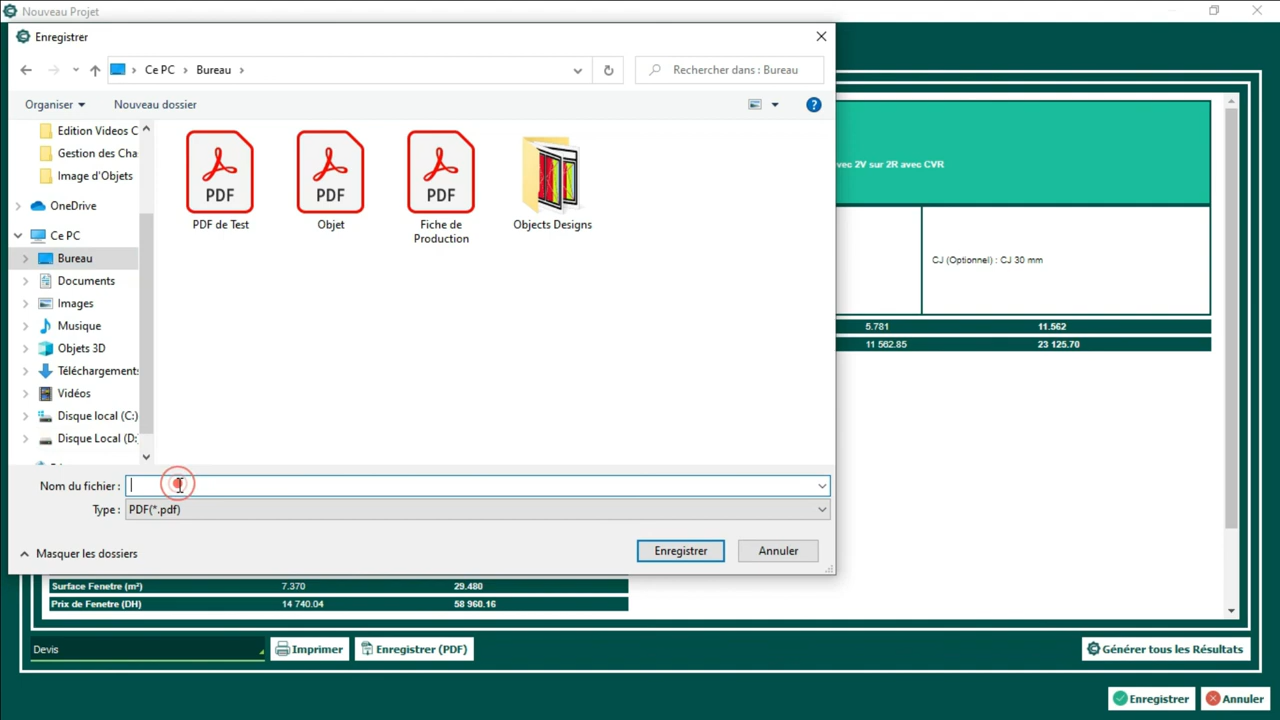 Nouveau Projet
Enregistrer
Ce PC
Bureau
Rechercher dans : Bureau
Organiser
Nouveau dossier
Edition Videos C
Gestion des Cha
Image d'Objets
OneDrive
Ce PC
Bureau
Documents
Images
Musique
Objets 3D
Téléchargements
Vidéos
Disque local (C:)
Disque Local (D:
PDF
PDF de Test
PDF
Objet
PDF
Fiche de
Production
Objects Designs
Nom du fichier :
Type :
PDF(*.pdf)
Masquer les dossiers
Enregistrer
Annuler
vec 2V sur 2R avec CVR
CJ (Optionnel) : CJ 30 mm
5.781 11.562
11 562.85 23 125.70
Surface Fenetre (m²) 7.370 29.480
Prix de Fenetre (DH) 14 740.04 58 960.16
Devis
Imprimer
Enregistrer (PDF)
Générer tous les Résultats
Enregistrer
Annuler